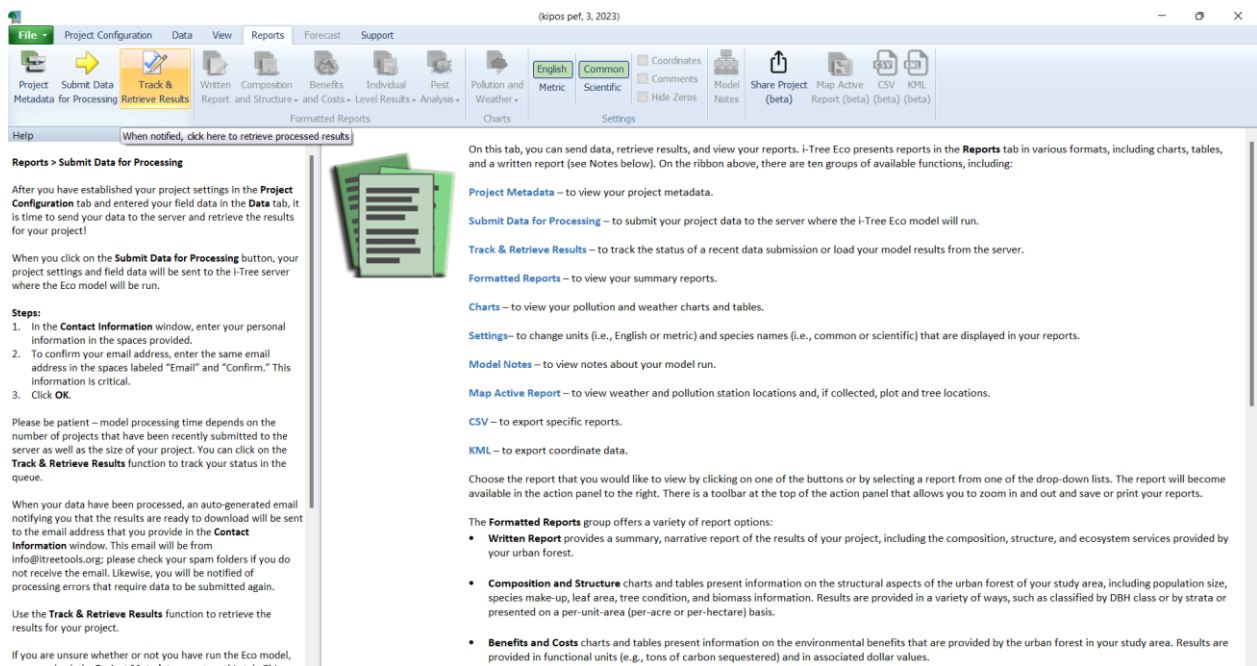 (kipos pef, 3, 2023)
File Project Configuration Data View Reports Forecast Support
Project Metadata
Submit Data for Processing
Track & Retrieve Results
Written Report
Composition and Structure
Benefits and Costs
Individual Level Results
Pest Analysis
Formatted Reports
Pollution and Weather
Charts
English
Metric
Common
Scientific
Coordinates
Comments
Hide Zeros
Settings
Model Notes
Share Project (beta)
Map Active Report (beta)
CSV (beta)
KML (beta)
Help
When notified, click here to retrieve processed results
Reports > Submit Data for Processing
After you have established your project settings in the Project
Configuration tab and entered your field data in the Data tab, it
is time to send your data to the server and retrieve the results
for your project!
When you click on the Submit Data for Processing button, your
project settings and field data will be sent to the i-Tree server
where the Eco model will be run.
Steps:
1. In the Contact Information window, enter your personal
information in the spaces provided.
2. To confirm your email address, enter the same email
address in the spaces labeled “Email” and “Confirm.” This
information is critical.
3. Click OK.
Please be patient – model processing time depends on the
number of projects that have been recently submitted to the
server as well as the size of your project. You can click on the
Track & Retrieve Results function to track your status in the
queue.
When your data have been processed, an auto-generated email
notifying you that the results are ready to download will be sent
to the email address that you provide in the Contact
Information window. This email will be from
info@itreetools.org; please check your spam folders if you do
not receive the email. Likewise, you will be notified of
processing errors that require data to be submitted again.
Use the Track & Retrieve Results function to retrieve the
results for your project.
If you are unsure whether or not you have run the Eco model,
On this tab, you can send data, retrieve results, and view your reports. i-Tree Eco presents reports in the Reports tab in various formats, including charts, tables,
and a written report (see Notes below). On the ribbon above, there are ten groups of available functions, including:
Project Metadata – to view your project metadata.
Submit Data for Processing – to submit your project data to the server where the i-Tree Eco model will run.
Track & Retrieve Results – to track the status of a recent data submission or load your model results from the server.
Formatted Reports – to view your summary reports.
Charts – to view your pollution and weather charts and tables.
Settings– to change units (i.e., English or metric) and species names (i.e., common or scientific) that are displayed in your reports.
Model Notes – to view notes about your model run.
Map Active Report – to view weather and pollution station locations and, if collected, plot and tree locations.
CSV – to export specific reports.
KML – to export coordinate data.
Choose the report that you would like to view by clicking on one of the buttons or by selecting a report from one of the drop-down lists. The report will become
available in the action panel to the right. There is a toolbar at the top of the action panel that allows you to zoom in and out and save or print your reports.
The Formatted Reports group offers a variety of report options:
• Written Report provides a summary, narrative report of the results of your project, including the composition, structure, and ecosystem services provided by
your urban forest.
• Composition and Structure charts and tables present information on the structural aspects of the urban forest of your study area, including population size,
species make-up, leaf area, tree condition, and biomass information. Results are provided in a variety of ways, such as classified by DBH class or by strata or
presented on a per-unit-area (per-acre or per-hectare) basis.
• Benefits and Costs charts and tables present information on the environmental benefits that are provided by the urban forest in your study area. Results are
provided in functional units (e.g., tons of carbon sequestered) and in associated dollar values.